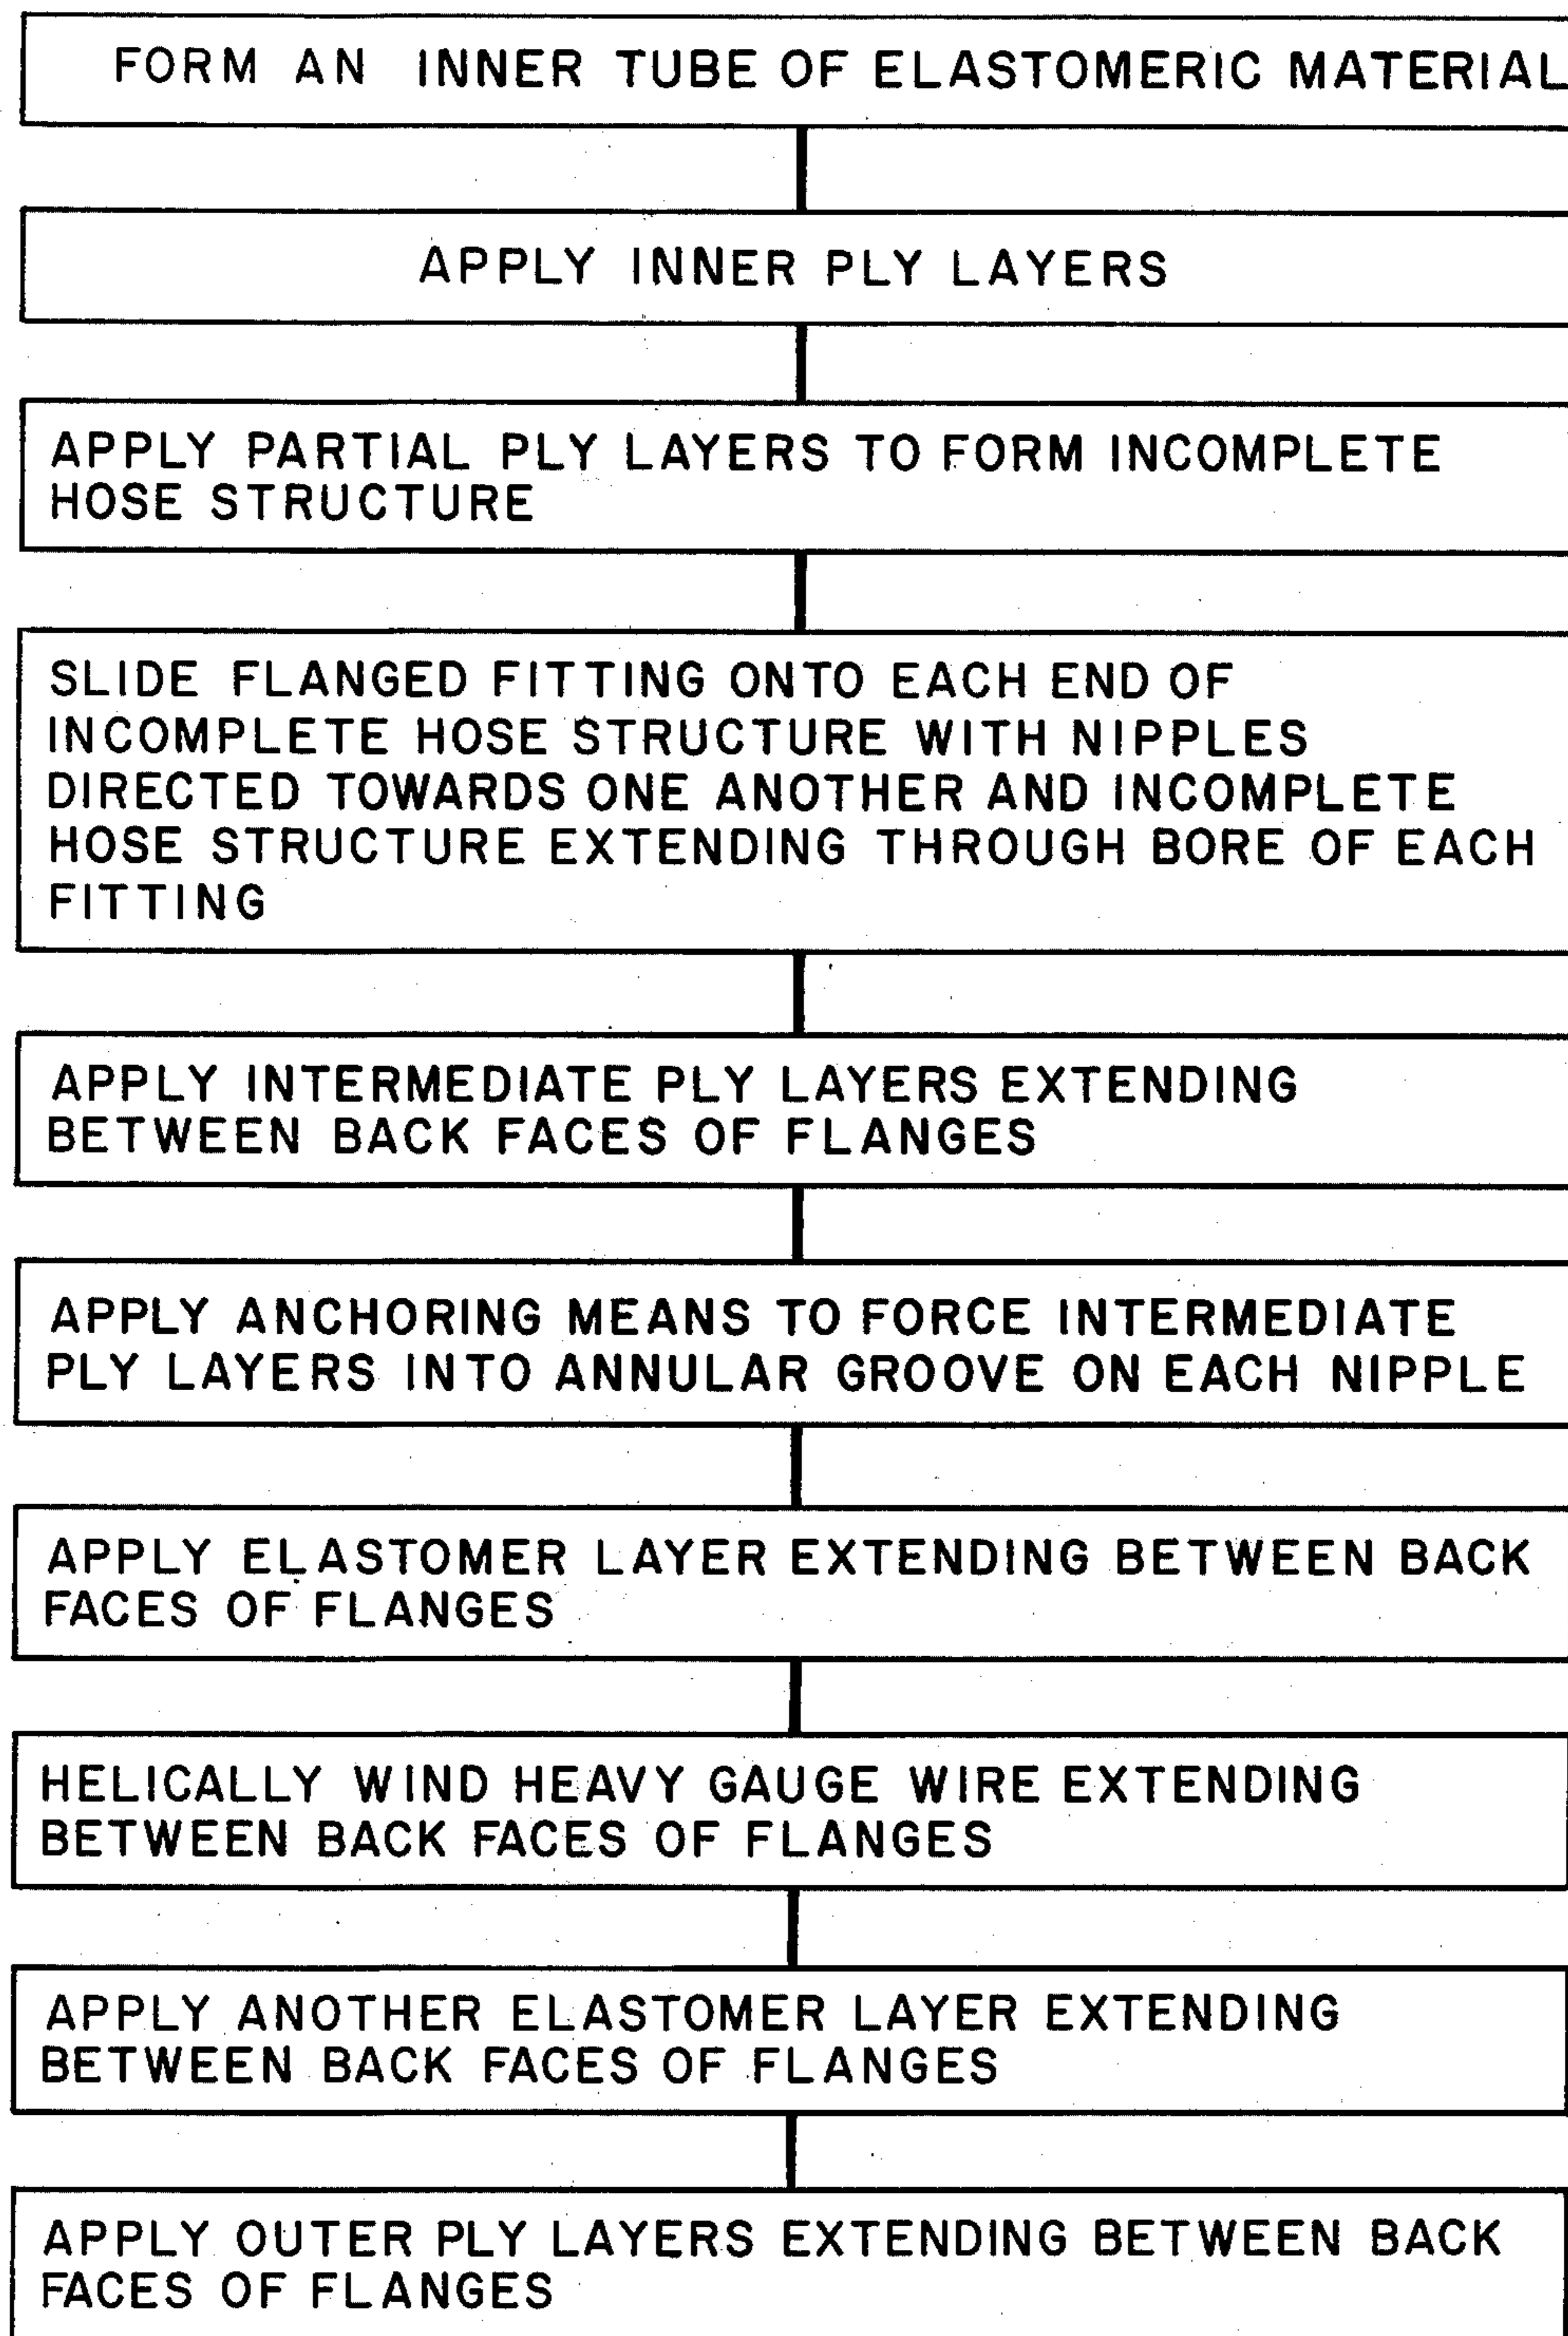 FORM AN INNER TUBE OF ELASTOMERIC MATERIAL
APPLY INNER PLY LAYERS
APPLY PARTIAL PLY LAYERS TO FORM INCOMPLETE
HOSE STRUCTURE
SLIDE FLANGED FITTING ONTO EACH END OF
INCOMPLETE HOSE STRUCTURE WITH NIPPLES
DIRECTED TOWARDS ONE ANOTHER AND INCOMPLETE
HOSE STRUCTURE EXTENDING THROUGH BORE OF EACH
FITTING
APPLY INTERMEDIATE PLY LAYERS EXTENDING
BETWEEN BACK FACES OF FLANGES
APPLY ANCHORING MEANS TO FORCE INTERMEDIATE
PLY LAYERS INTO ANNULAR GROOVE ON EACH NIPPLE
APPLY ELASTOMER LAYER EXTENDING BETWEEN BACK
FACES OF FLANGES
HELICALLY WIND HEAVY GAUGE WIRE EXTENDING
BETWEEN BACK FACES OF FLANGES
APPLY ANOTHER ELASTOMER LAYER EXTENDING
BETWEEN BACK FACES OF FLANGES
APPLY OUTER PLY LAYERS EXTENDING BETWEEN BACK
FACES OF FLANGES